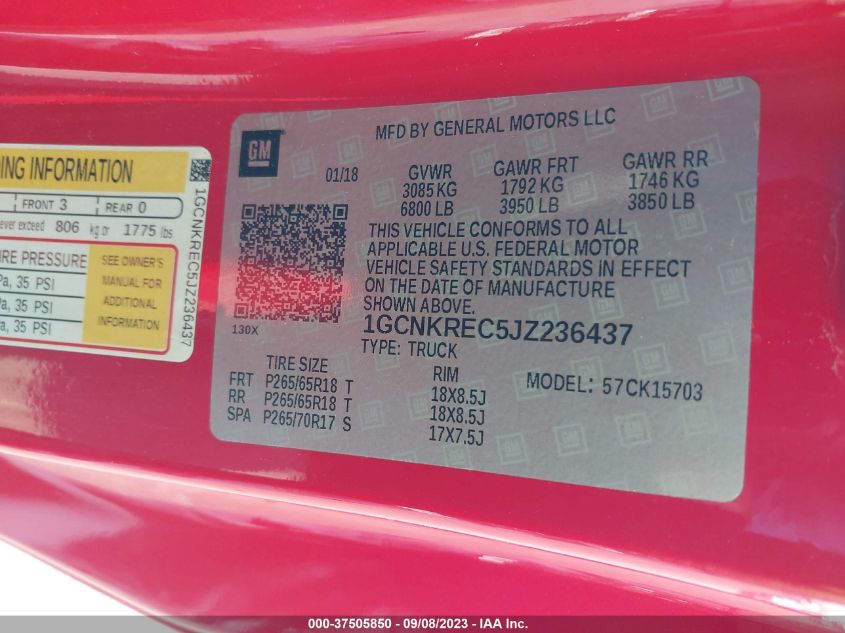 DING INFORMATION
FRONT 3 REAR 0
ever exceed 806 kg or 1775 lbs
IRE PRESSURE
a, 35 PSI
a, 35 PSI
a, 35 PSI
SEE OWNER'S
MANUAL FOR
ADDITIONAL
INFORMATION
1GCNKREC5JZ236437
GM
MFD BY GENERAL MOTORS LLC
01/18 GVWR GAWR FRT GAWR RR
3085 KG 1792 KG 1746 KG
6800 LB 3950 LB 3850 LB
THIS VEHICLE CONFORMS TO ALL
APPLICABLE U.S. FEDERAL MOTOR
VEHICLE SAFETY STANDARDS IN EFFECT
ON THE DATE OF MANUFACTURE
SHOWN ABOVE.
130X
1GCNKREC5JZ236437
TYPE: TRUCK
TIRE SIZE RIM MODEL: 57CK15703
FRT P265/65R18 T 18X8.5J
RR P265/65R18 T 18X8.5J
SPA P265/70R17 S 17X7.5J
000-37505850 - 09/08/2023 - IAA Inc.